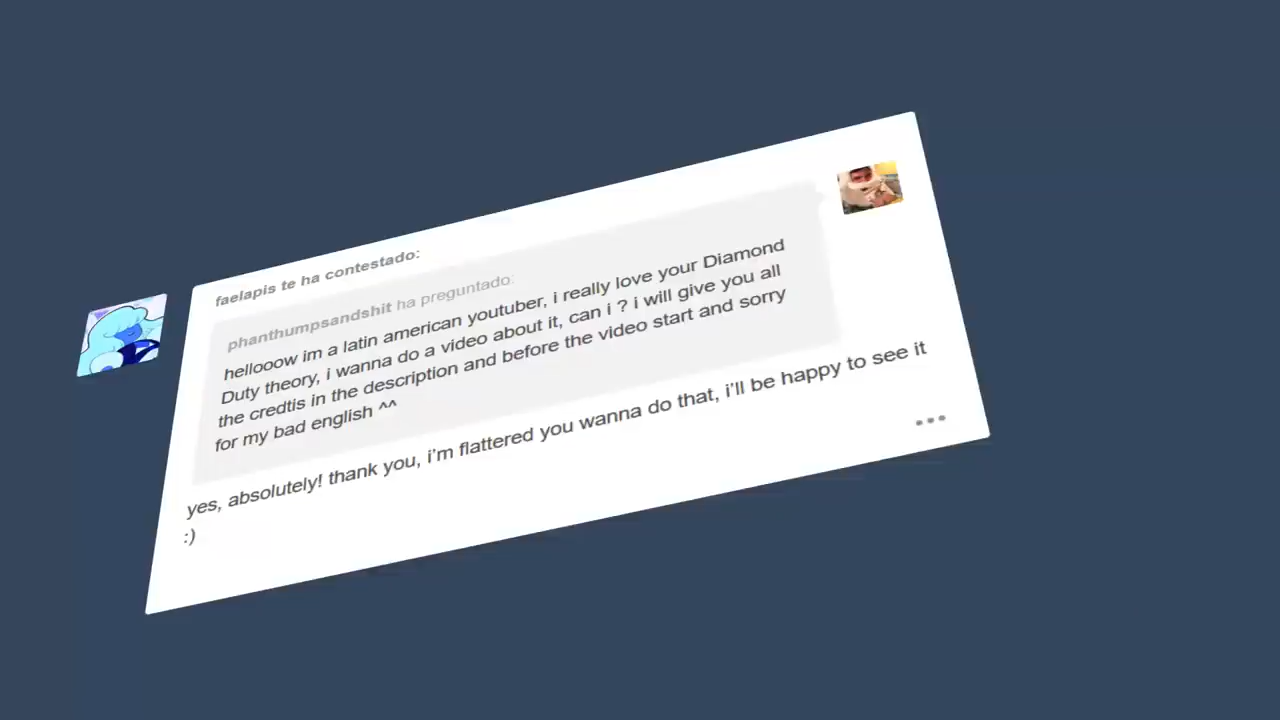 faelapis te ha contestado:
phanthumpsandshit ha preguntado:
hellooow im a latin american youtuber, i really love your Diamond
Duty theory, i wanna do a video about it, can i ? i will give you all
the credtis in the description and before the video start and sorry
for my bad english ^^
yes, absolutely! thank you, i'm flattered you wanna do that, i'll be happy to see it
:)